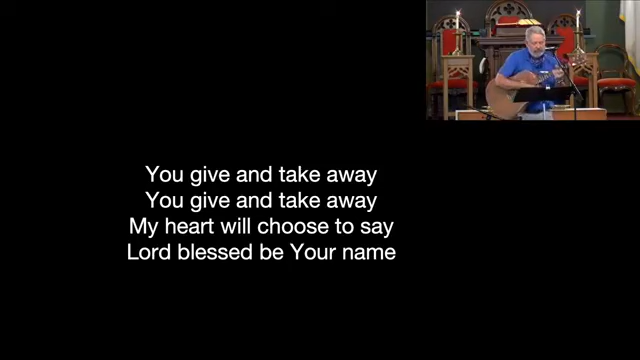 You give and take away
You give and take away
My heart will choose to say
Lord blessed be Your name